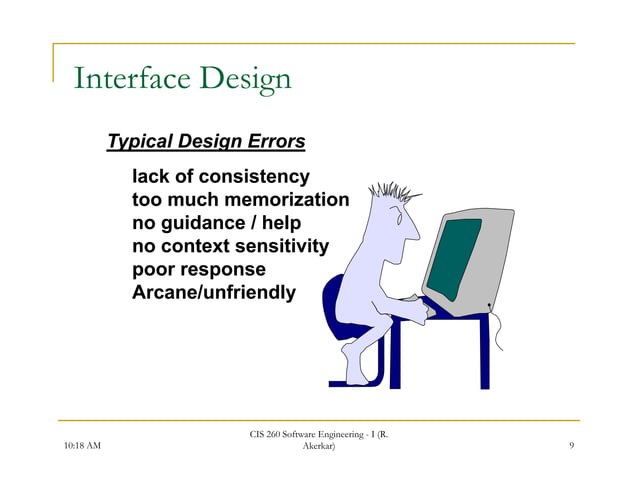 Interface Design
Typical Design Errors
lack of consistency
too much memorization
no guidance / help
no context sensitivity
poor response
Arcane/unfriendly
CIS 260 Software Engineering - I (R.
Akerkar)
10:18 AM
9